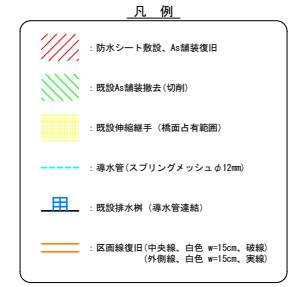 凡 例
：防水シート敷設、As舗装復旧
：既設As舗装撤去(切削)
：既設伸縮継手（橋面占有範囲）
：導水管(スプリングメッシュφ12mm)
：既設排水桝（導水管連結）
：区画線復旧(中央線、白色 w=15cm、破線)
(外側線、白色 w=15cm、実線)